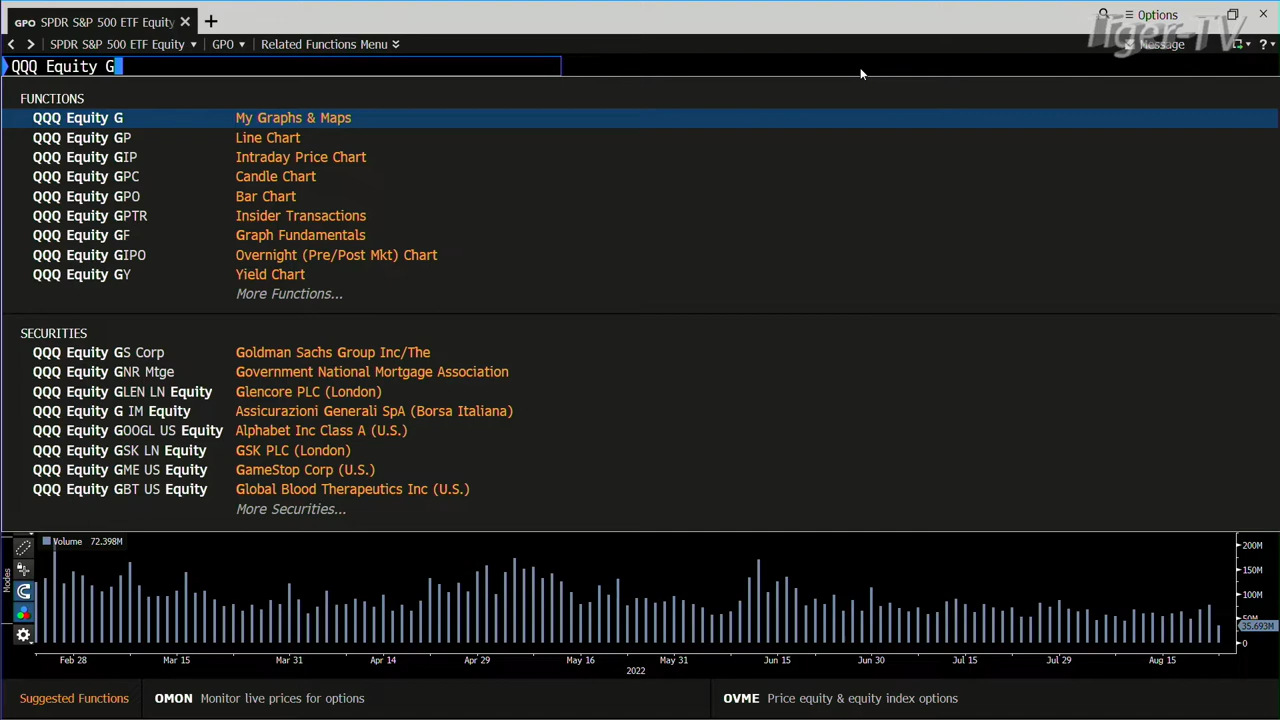 GPO SPDR S&P 500 ETF Equity
Options
SPDR S&P 500 ETF Equity GPO Related Functions Menu
Message
?
Tiger-TV
QQQ Equity G
FUNCTIONS
QQQ Equity G My Graphs & Maps
QQQ Equity GP Line Chart
QQQ Equity GIP Intraday Price Chart
QQQ Equity GPC Candle Chart
QQQ Equity GPO Bar Chart
QQQ Equity GPTR Insider Transactions
QQQ Equity GF Graph Fundamentals
QQQ Equity GIPO Overnight (Pre/Post Mkt) Chart
QQQ Equity GY Yield Chart
More Functions...
SECURITIES
QQQ Equity GS Corp Goldman Sachs Group Inc/The
QQQ Equity GNR Mtge Government National Mortgage Association
QQQ Equity GLEN LN Equity Glencore PLC (London)
QQQ Equity G IM Equity Assicurazioni Generali SpA (Borsa Italiana)
QQQ Equity GOOGL US Equity Alphabet Inc Class A (U.S.)
QQQ Equity GSK LN Equity GSK PLC (London)
QQQ Equity GME US Equity GameStop Corp (U.S.)
QQQ Equity GBT US Equity Global Blood Therapeutics Inc (U.S.)
More Securities...
Modes
Volume 72.398M
200M
150M
100M
50M
35.693M
0
Feb 28 Mar 15 Mar 31 Apr 14 Apr 29 May 16 May 31 Jun 15 Jun 30 Jul 15 Jul 29 Aug 15
2022
Suggested Functions OMON Monitor live prices for options OVME Price equity & equity index options